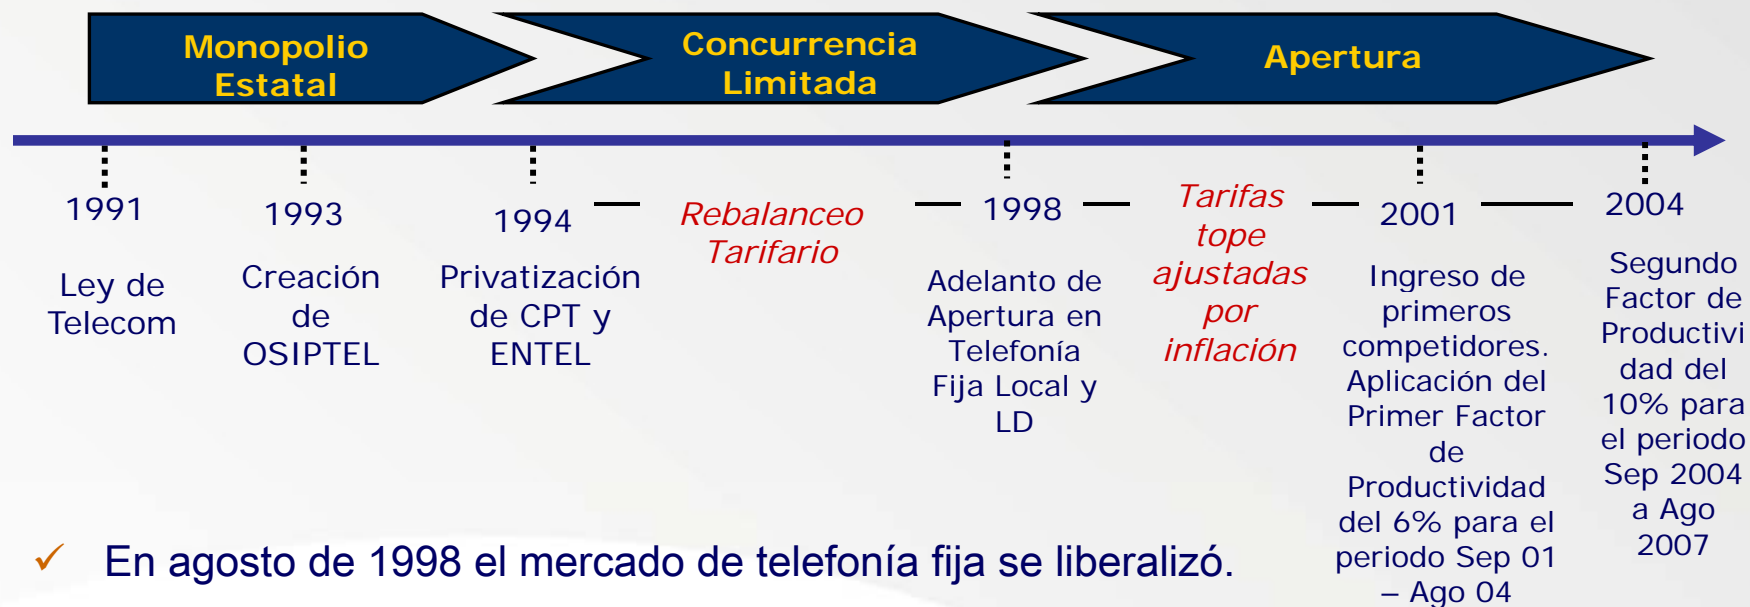 Monopolio
Estatal
Concurrencia
Limitada
Apertura
1991
Ley de
Telecom
1993
Creación
de
OSIPTEL
1994
Privatización
de CPT y
ENTEL
Rebalanceo
Tarifario
1998
Adelanto de
Apertura en
Telefonía
Fija Local y
LD
Tarifas
tope
ajustadas
por
inflación
2001
Ingreso de
primeros
competidores.
Aplicación del
Primer Factor
de
Productividad
del 6% para el
periodo Sep 01
– Ago 04
2004
Segundo
Factor de
Productivi
dad del
10% para
el periodo
Sep 2004
a Ago
2007
✓ En agosto de 1998 el mercado de telefonía fija se liberalizó.